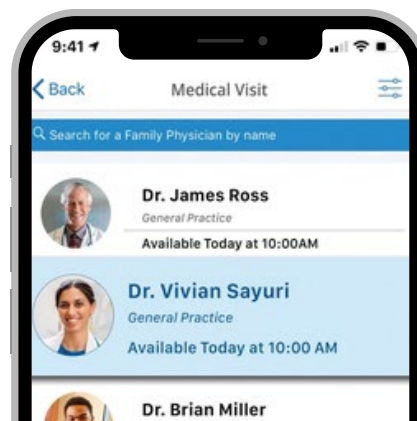 9:41
Back
Medical Visit
Search for a Family Physician by name
Dr. James Ross
General Practice
Available Today at 10:00AM
Dr. Vivian Sayuri
General Practice
Available Today at 10:00 AM
Dr. Brian Miller